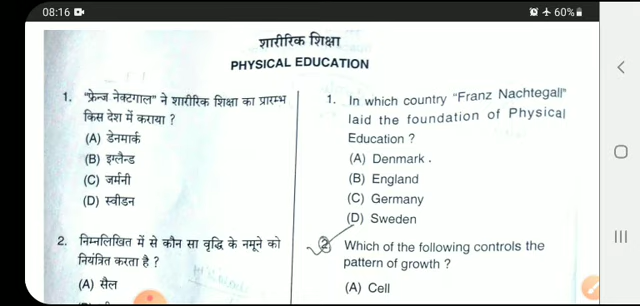 08:16
60%
शारीरिक शिक्षा
PHYSICAL EDUCATION
1. "फ्रेन्ज नेक्टगाल" ने शारीरिक शिक्षा का प्रारम्भ
किस देश में कराया ?
(A) डेनमार्क
(B) इग्लैन्ड
(C) जर्मनी
(D) स्वीडन
2. निम्नलिखित में से कौन सा वृद्धि के नमूने को
नियंत्रित करता है ?
(A) सैल
1. In which country "Franz Nachtegall"
laid the foundation of Physical
Education ?
(A) Denmark .
(B) England
(C) Germany
(D) Sweden
2 Which of the following controls the
pattern of growth ?
(A) Cell